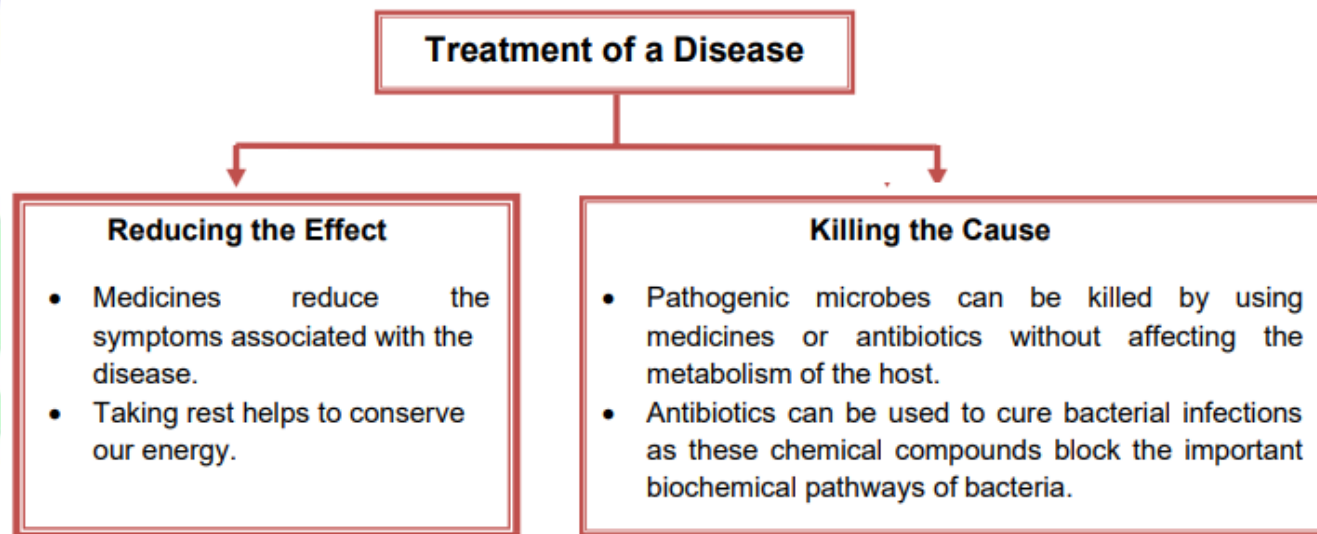 Treatment of a Disease
Reducing the Effect
• Medicines reduce the
symptoms associated with the
disease.
• Taking rest helps to conserve
our energy.
Killing the Cause
• Pathogenic microbes can be killed by using
medicines or antibiotics without affecting the
metabolism of the host.
• Antibiotics can be used to cure bacterial infections
as these chemical compounds block the important
biochemical pathways of bacteria.